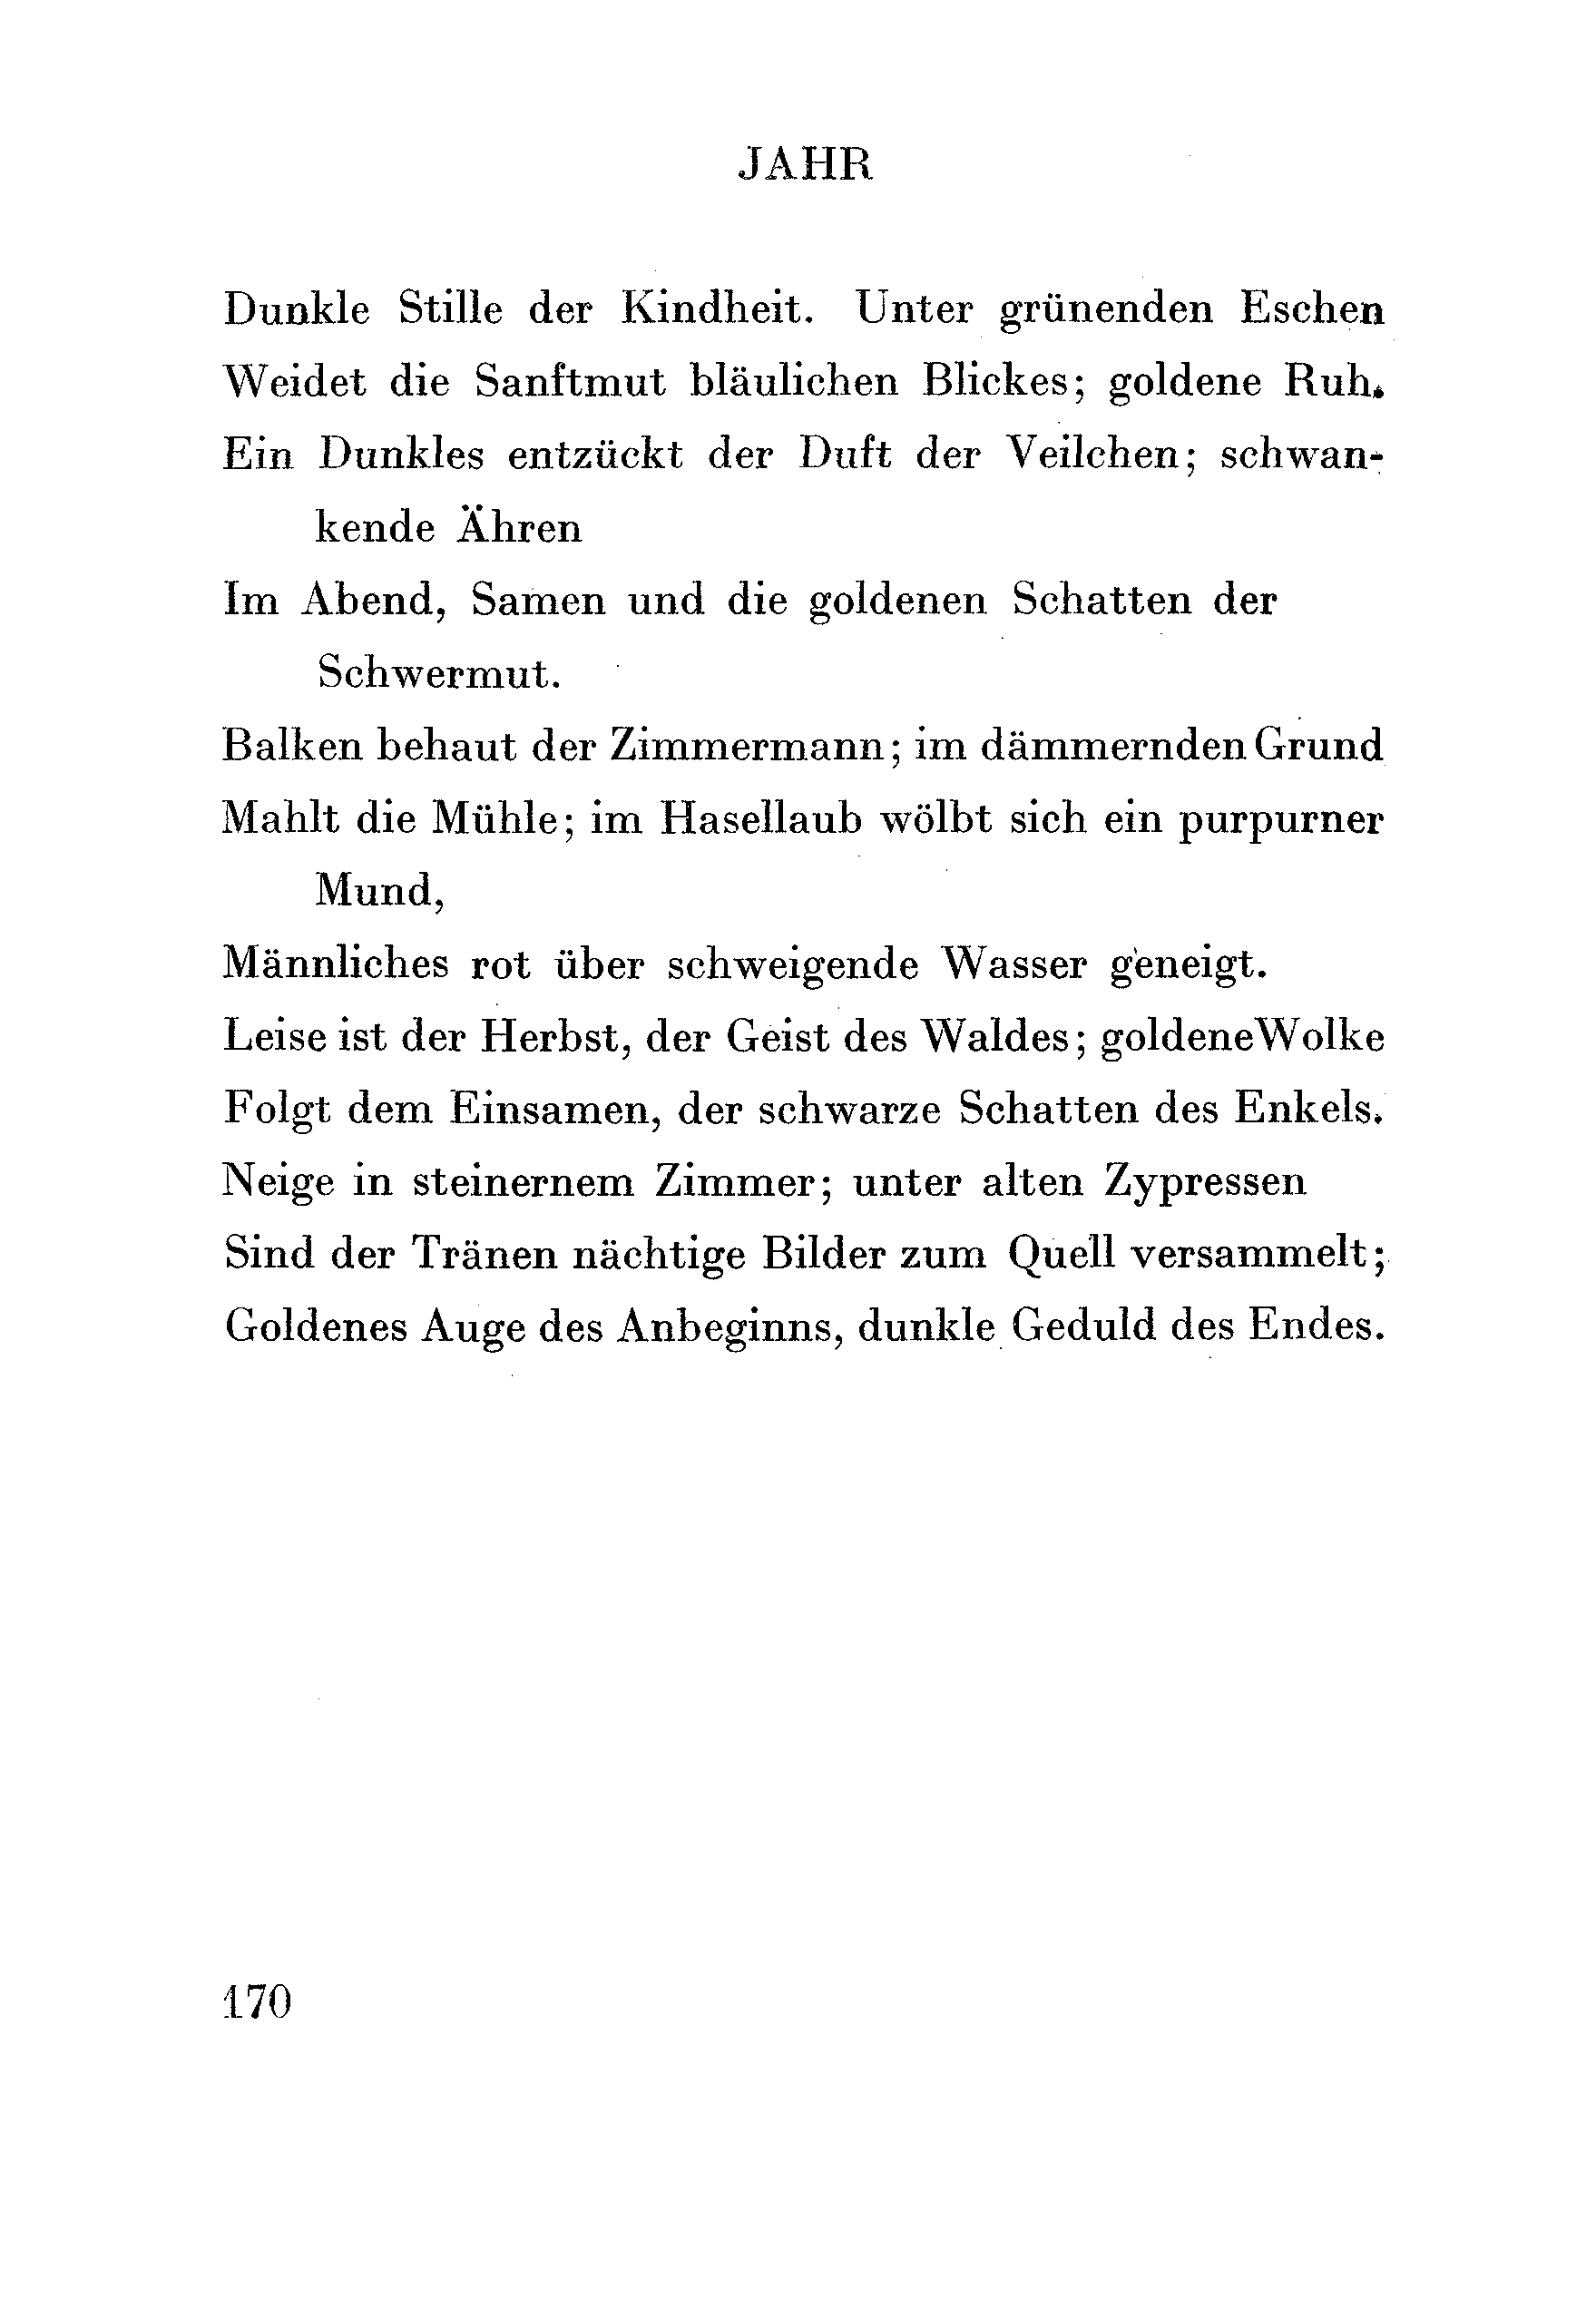 JAHR
Dunkle Stille der Kindheit. Unter grünenden Eschen
Weidet die Sanftmut bläulichen Blickes; goldene Ruh.
Ein Dunkles entzückt der Duft der Veilchen; schwan-
kende Ähren
Im Abend, Samen und die goldenen Schatten der
Schwermut.
Balken behaut der Zimmermann; im dämmernden Grund
Mahlt die Mühle; im Hasellaub wölbt sich ein purpurner
Mund,
Männliches rot über schweigende Wasser geneigt.
Leise ist der Herbst, der Geist des Waldes; goldene Wolke
Folgt dem Einsamen, der schwarze Schatten des Enkels.
Neige in steinernem Zimmer; unter alten Zypressen
Sind der Tränen nächtige Bilder zum Quell versammelt;
Goldenes Auge des Anbeginns, dunkle Geduld des Endes.
170